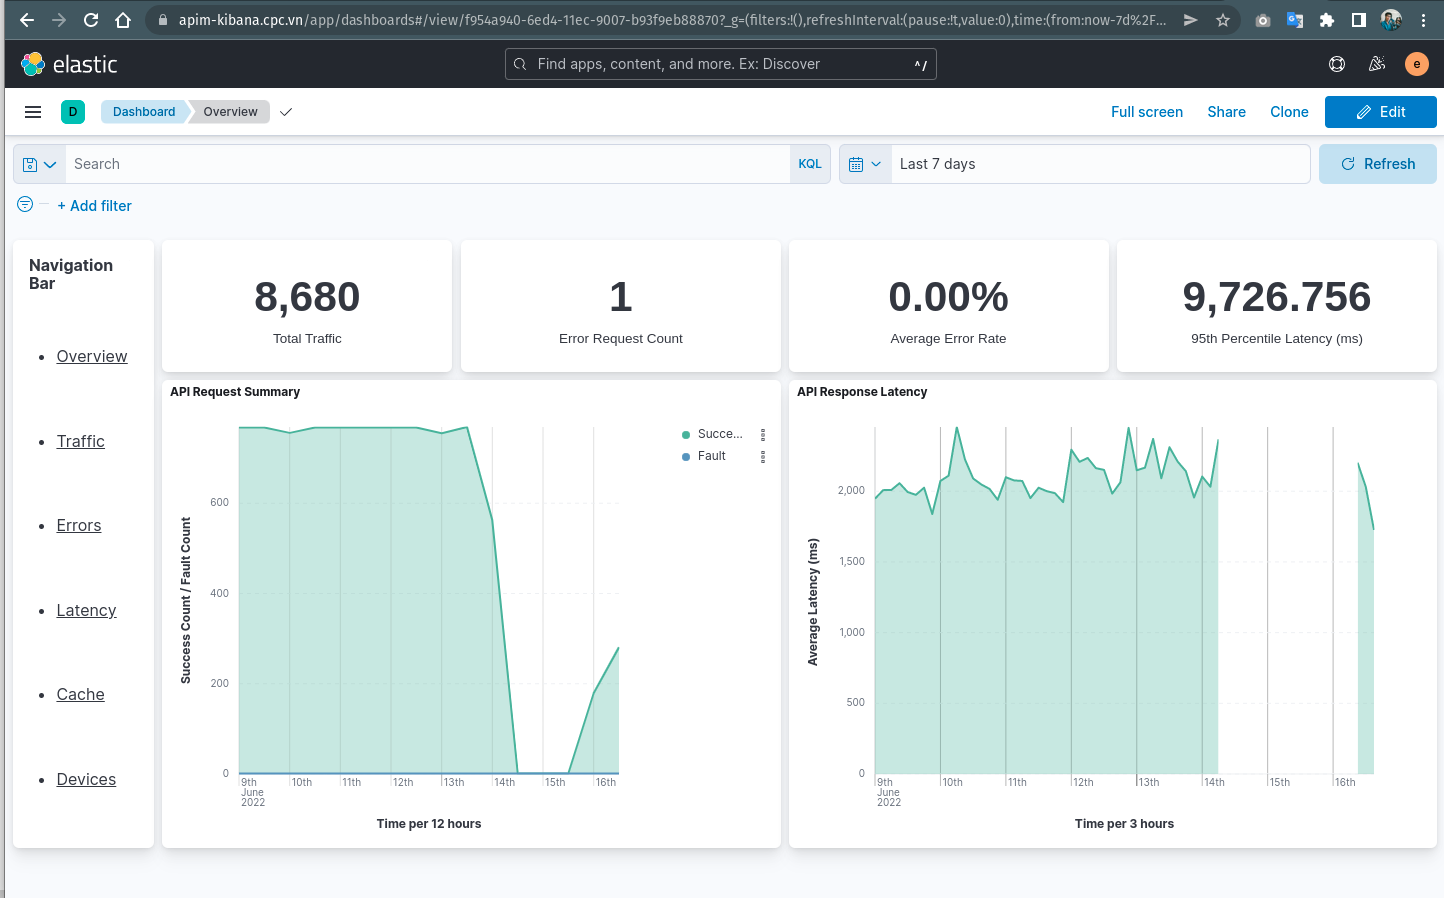 apim-kibana.cpc.vn/app/dashboards#/view/f954a940-6ed4-11ec-9007-b93f9eb88870?_g=(filters:!(),refreshInterval:(pause:!t,value:0),time:(from:now-7d%2F...
elastic
Find apps, content, and more. Ex: Discover
^/
e
D
Dashboard
Overview
Full screen
Share
Clone
Edit
Search
KQL
Last 7 days
Refresh
+ Add filter
Navigation
Bar
• Overview
• Traffic
• Errors
• Latency
• Cache
• Devices
8,680
Total Traffic
1
Error Request Count
0.00%
Average Error Rate
9,726.756
95th Percentile Latency (ms)
API Request Summary
Succe...
Fault
Success Count / Fault Count
600
400
200
0
9th
June
2022
10th
11th
12th
13th
14th
15th
16th
Time per 12 hours
API Response Latency
Average Latency (ms)
2,000
1,500
1,000
500
0
9th
June
2022
10th
11th
12th
13th
14th
15th
16th
Time per 3 hours